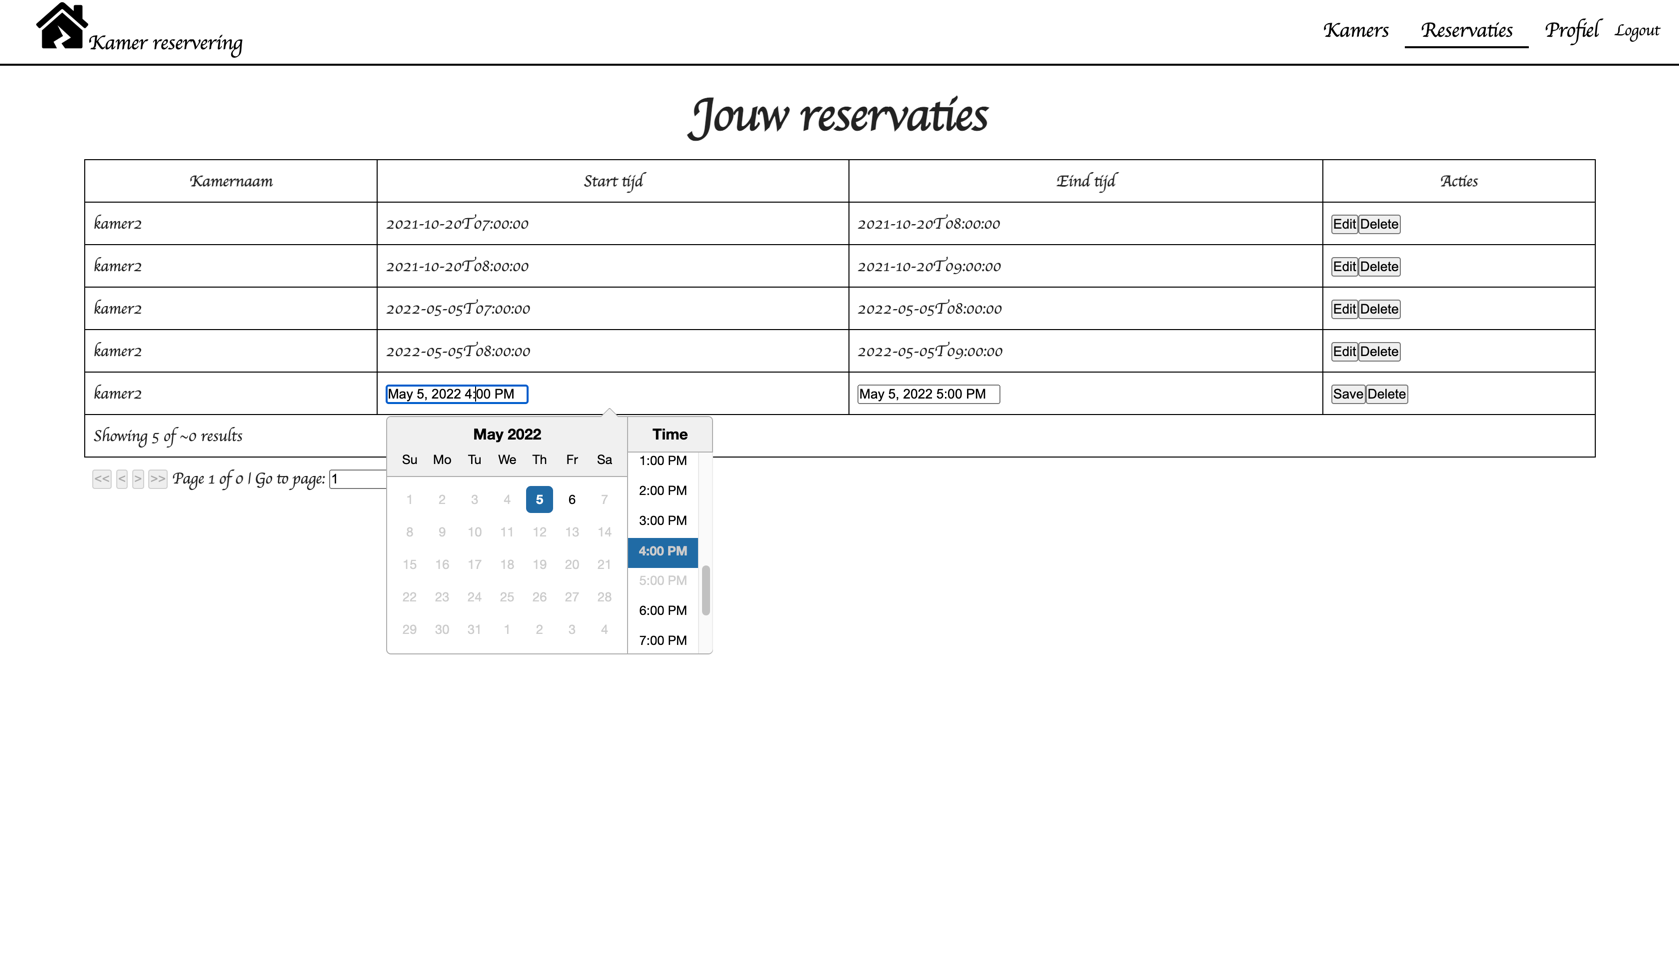 Kamer reservering
Kamers Reservaties Profiel Logout
Jouw reservaties
Kamernaam Start tijd Eind tijd Acties
kamer2 2021-10-20T07:00:00 2021-10-20T08:00:00 Edit Delete
kamer2 2021-10-20T08:00:00 2021-10-20T09:00:00 Edit Delete
kamer2 2022-05-05T07:00:00 2022-05-05T08:00:00 Edit Delete
kamer2 2022-05-05T08:00:00 2022-05-05T09:00:00 Edit Delete
kamer2 May 5, 2022 4:00 PM May 5, 2022 5:00 PM Save Delete
Showing 5 of ~0 results
<< < > >> Page 1 of 0 | Go to page: 1
May 2022
Su Mo Tu We Th Fr Sa
1 2 3 4 5 6 7
8 9 10 11 12 13 14
15 16 17 18 19 20 21
22 23 24 25 26 27 28
29 30 31 1 2 3 4
Time
1:00 PM
2:00 PM
3:00 PM
4:00 PM
5:00 PM
6:00 PM
7:00 PM